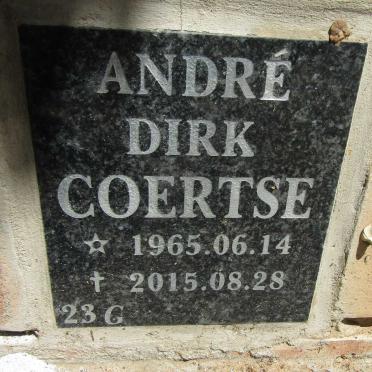 ANDRÉ
DIRK
COERTSE
☆ 1965.06.14
† 2015.08.28
23 G